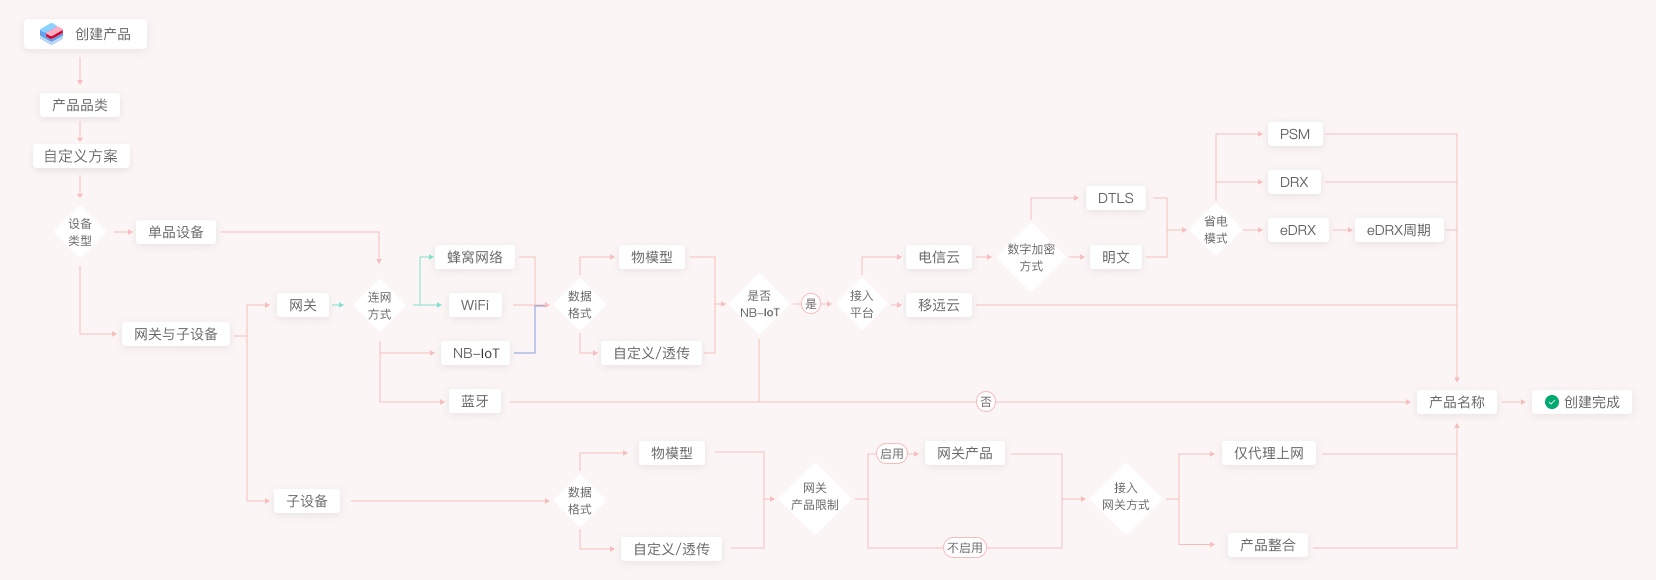 创建产品
产品品类
自定义方案
设备
类型
单品设备
网关与子设备
网关
子设备
连网
方式
蜂窝网络
WiFi
NB-IoT
蓝牙
数据
格式
物模型
自定义/透传
是否
NB-IoT
是
否
接入
平台
电信云
移远云
数字加密
方式
DTLS
明文
省电
模式
PSM
DRX
eDRX
eDRX周期
产品名称
创建完成
数据
格式
物模型
自定义/透传
网关
产品限制
启用
不启用
网关产品
接入
网关方式
仅代理上网
产品整合